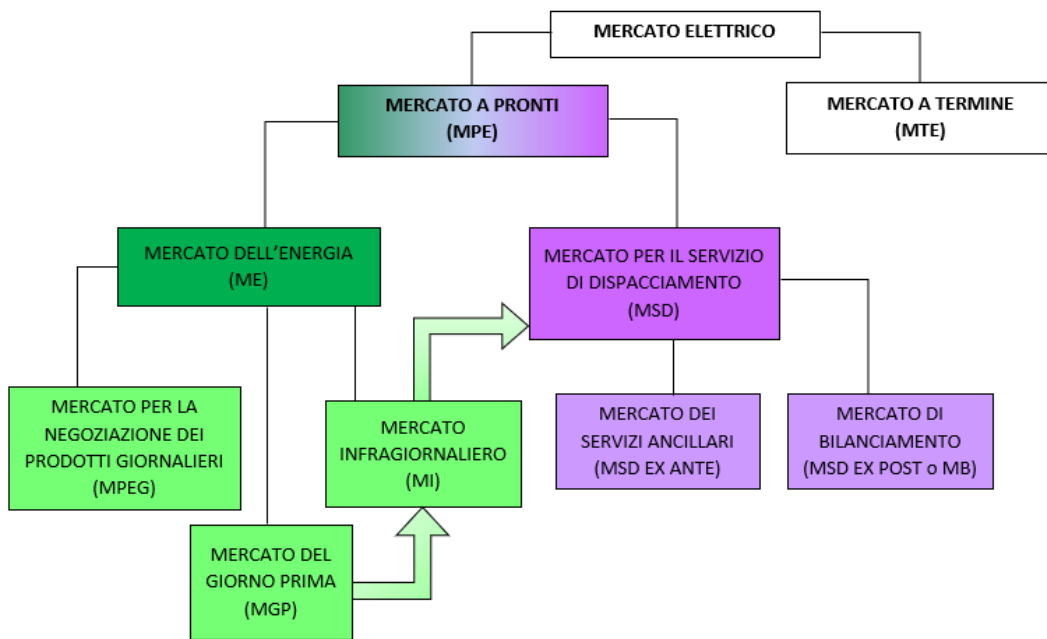 MERCATO ELETTRICO
MERCATO A PRONTI
(MPE)
MERCATO A TERMINE
(MTE)
MERCATO DELL’ENERGIA
(ME)
MERCATO PER IL SERVIZIO
DI DISPACCIAMENTO
(MSD)
MERCATO PER LA
NEGOZIAZIONE DEI
PRODOTTI GIORNALIERI
(MPEG)
MERCATO
INFRAGIORNALIERO
(MI)
MERCATO DEI
SERVIZI ANCILLARI
(MSD EX ANTE)
MERCATO DI
BILANCIAMENTO
(MSD EX POST o MB)
MERCATO DEL
GIORNO PRIMA
(MGP)